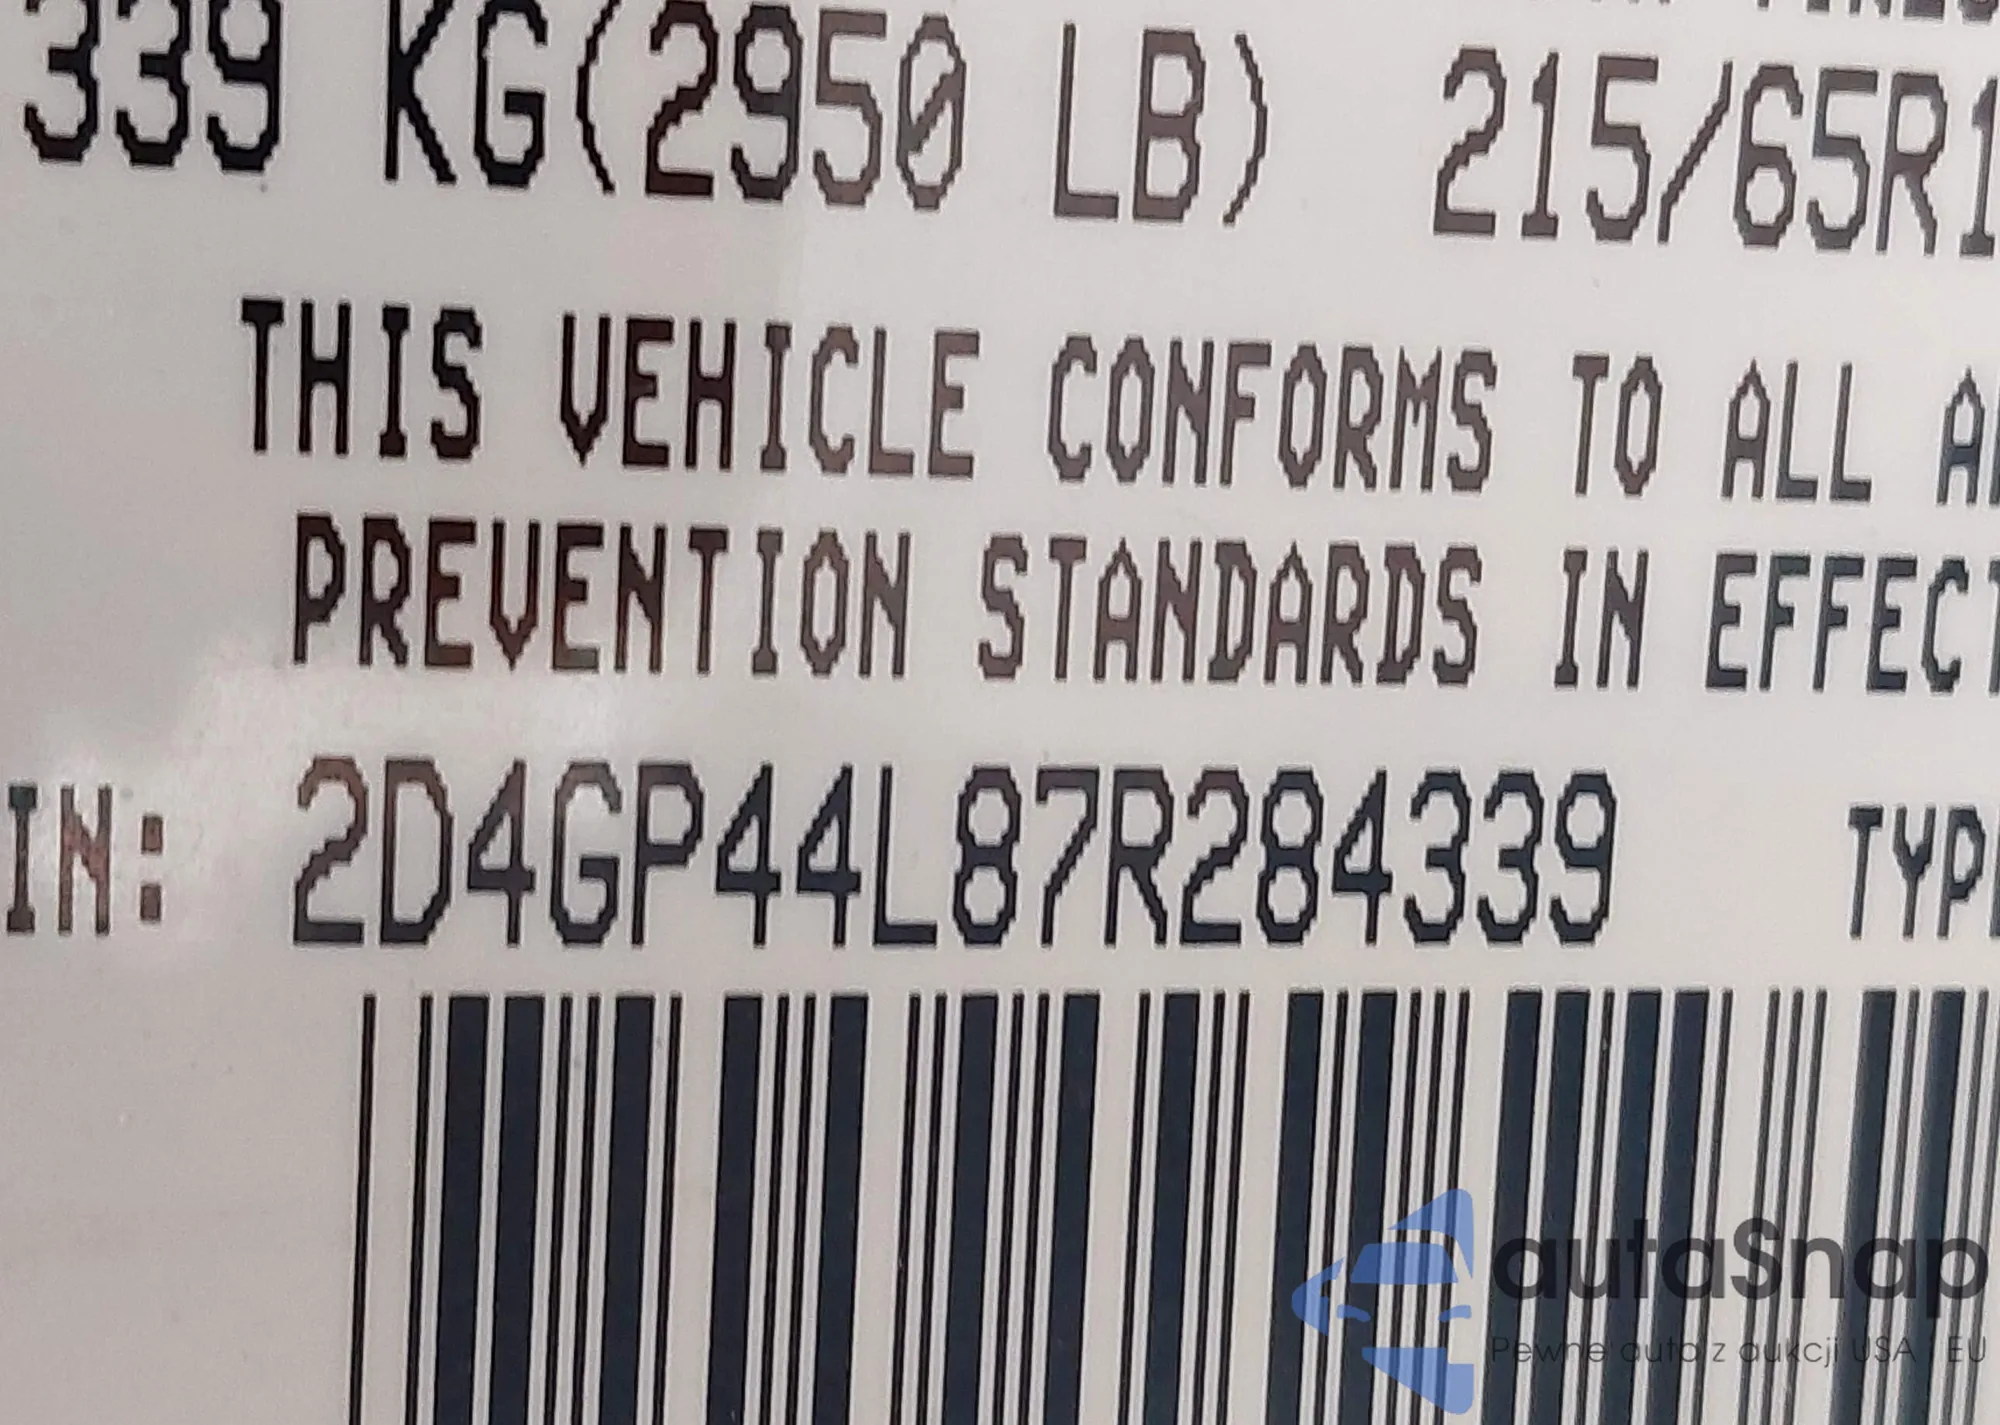 339 KG(2950 LB) 215/65R1
THIS VEHICLE CONFORMS TO ALL A
PREVENTION STANDARDS IN EFFECT
IN: 2D4GP44L87R284339 TYP
autaSnap
Pewne auta z aukcji USA i EU